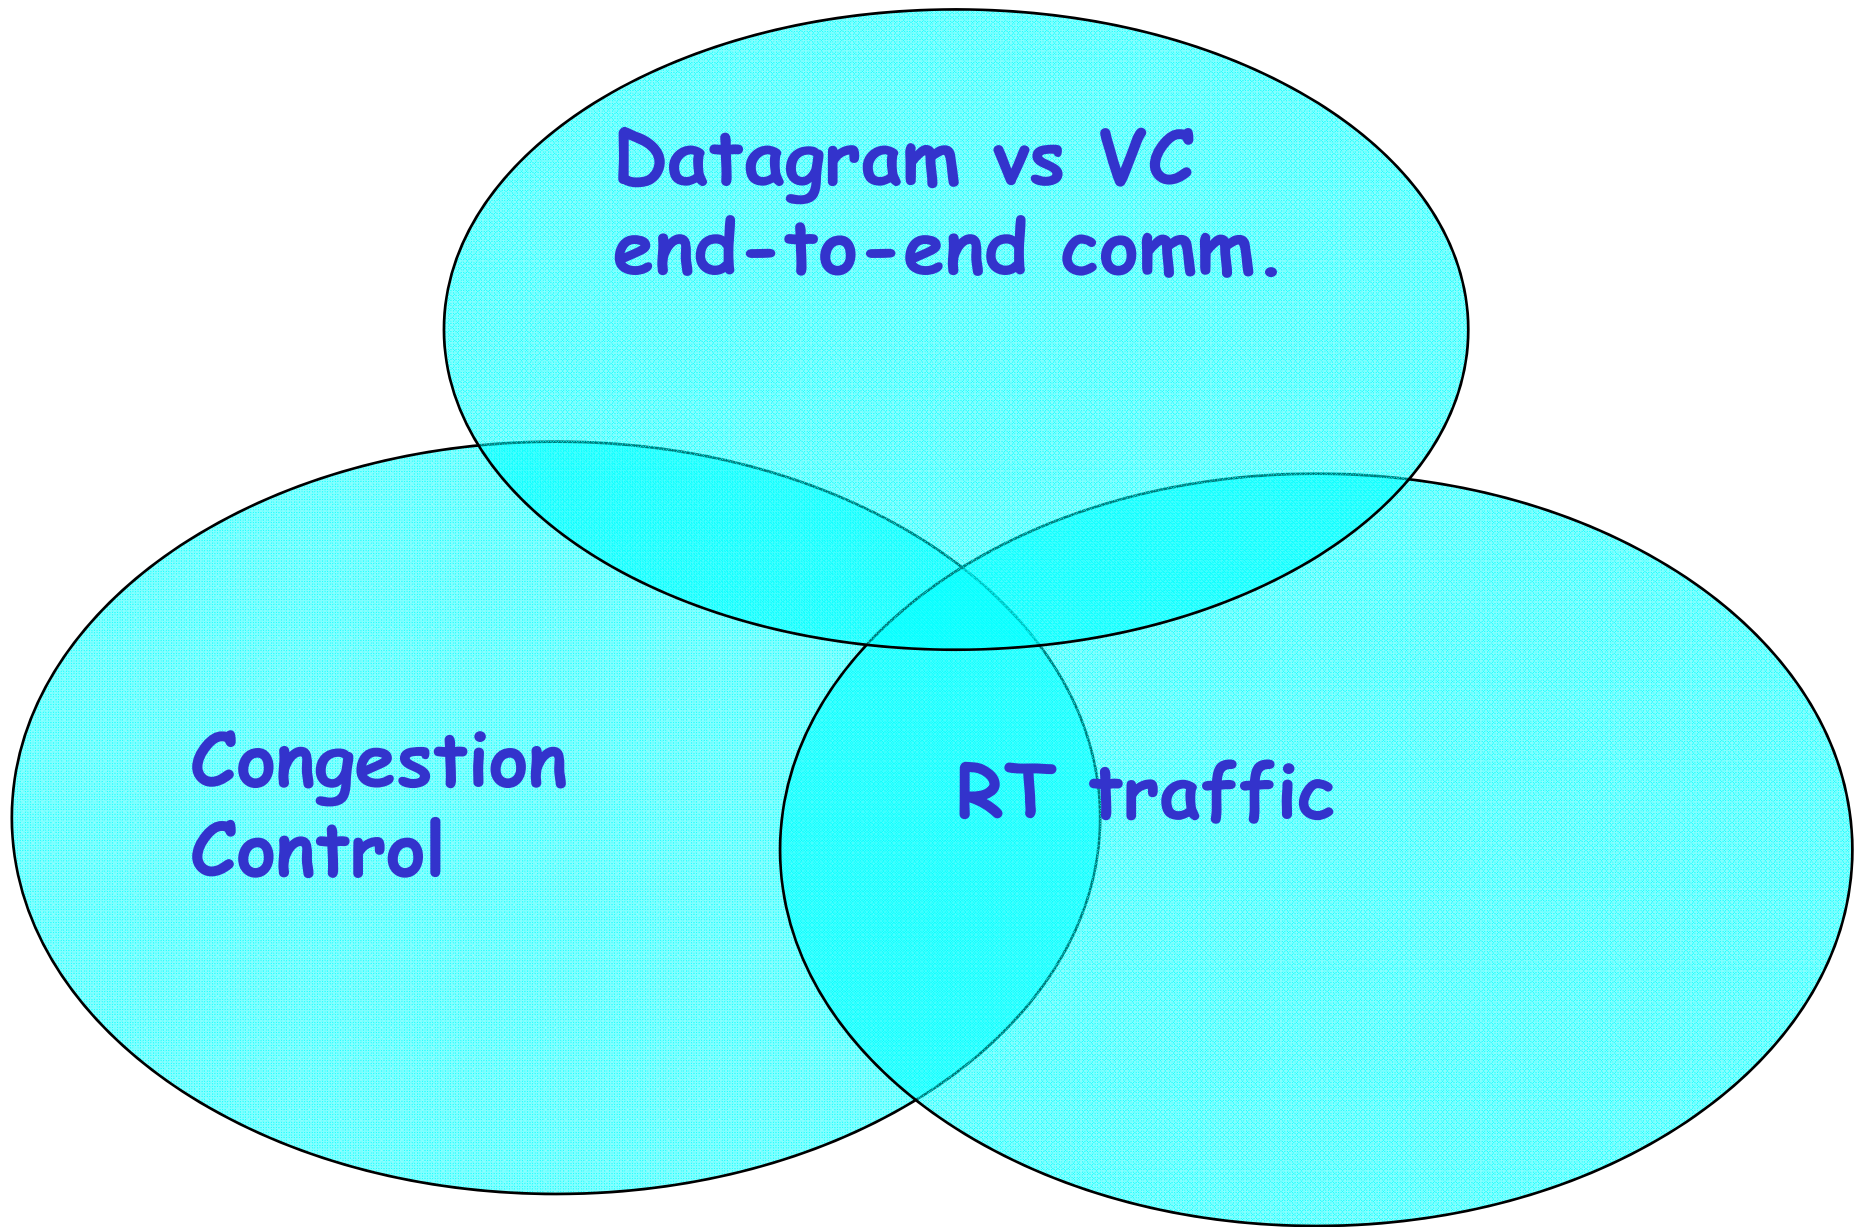 Datagram vs VC
end-to-end comm.
Congestion
Control
RT traffic